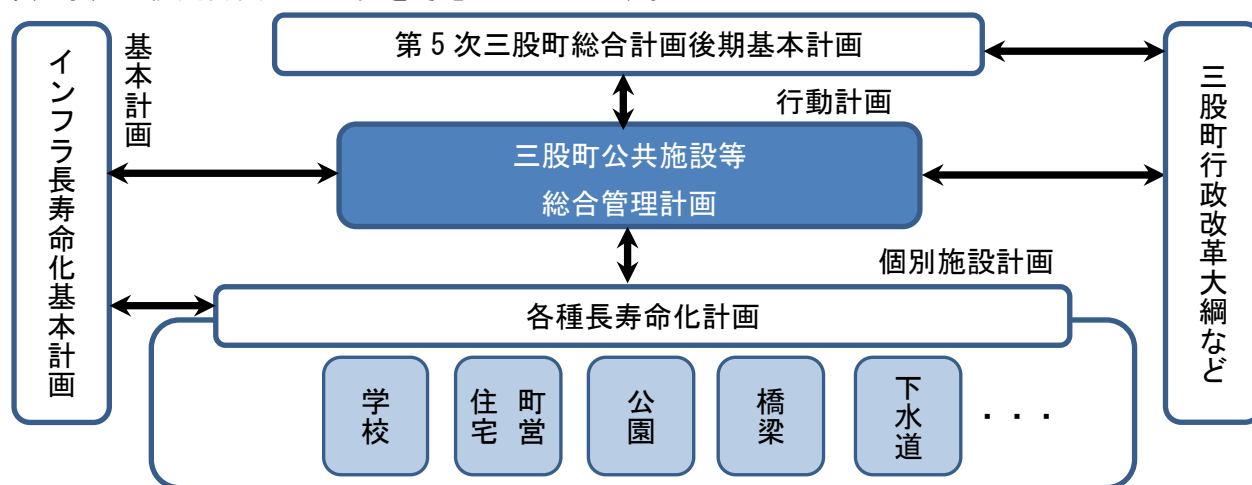 第5次三股町総合計画後期基本計画
基本計画
インフラ長寿命化基本計画
行動計画
三股町公共施設等
総合管理計画
三股町行政改革大綱など
個別施設計画
各種長寿命化計画
学校
町営
住宅
公園
橋梁
下水道
・・・